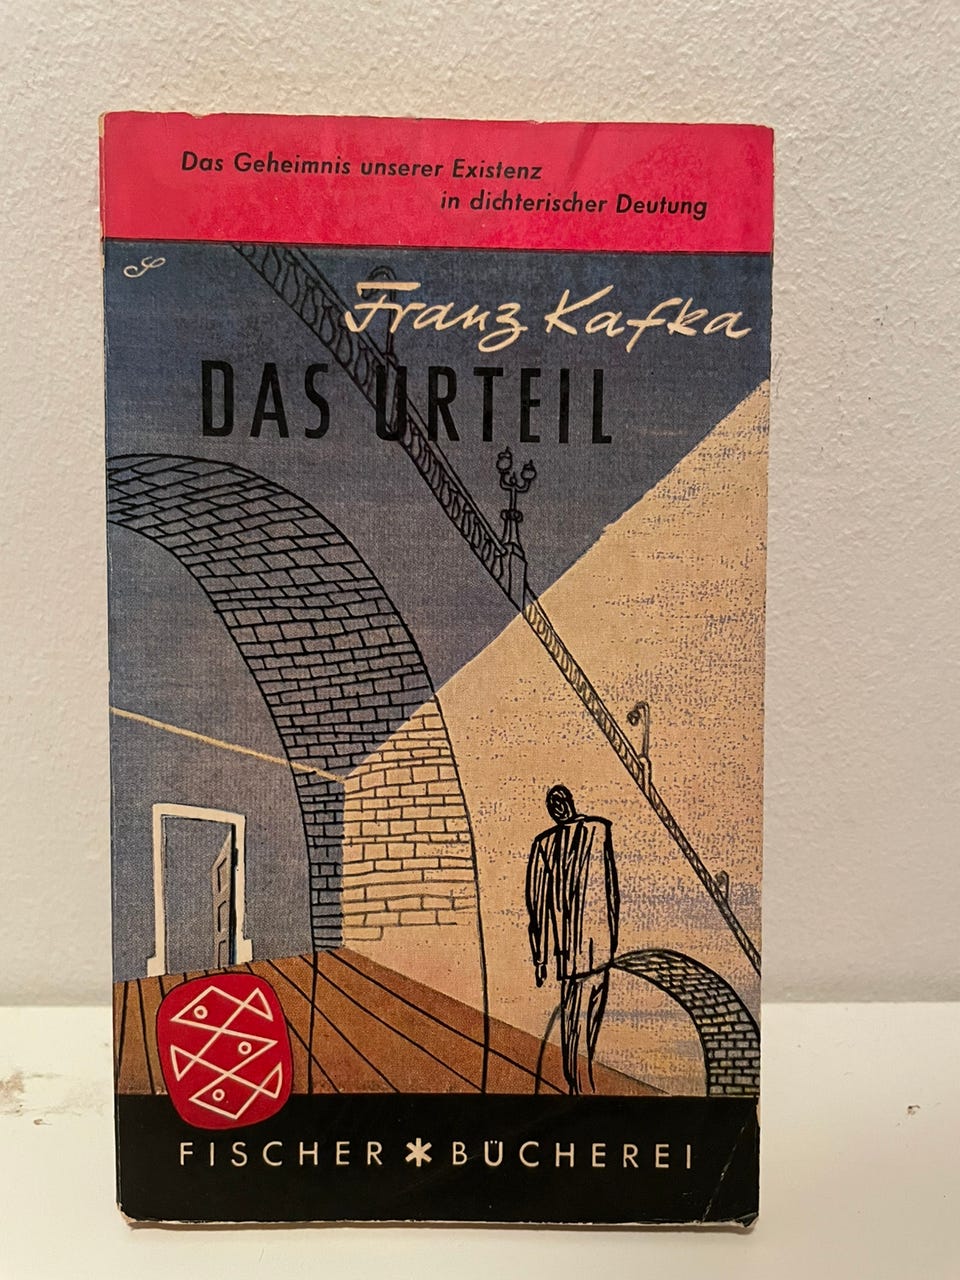 Das Geheimnis unserer Existenz
in dichterischer Deutung
Franz Kafka
DAS URTEIL
FISCHER * BÜCHEREI